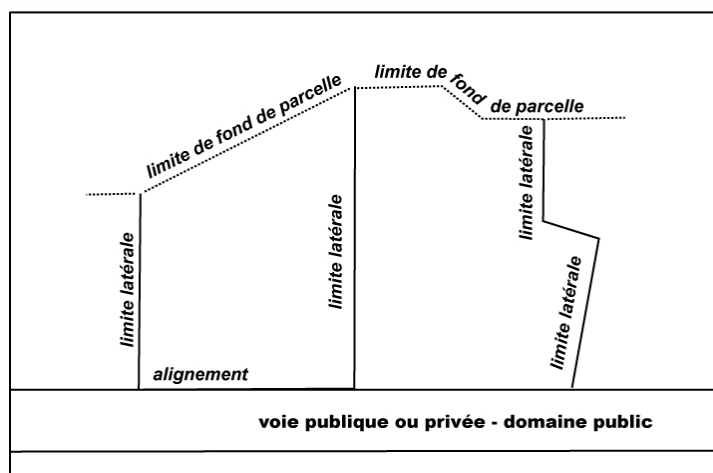 limite de fond
de parcelle
limite de fond de parcelle
limite latérale
limite latérale
limite latérale
limite latérale
alignement
voie publique ou privée - domaine public